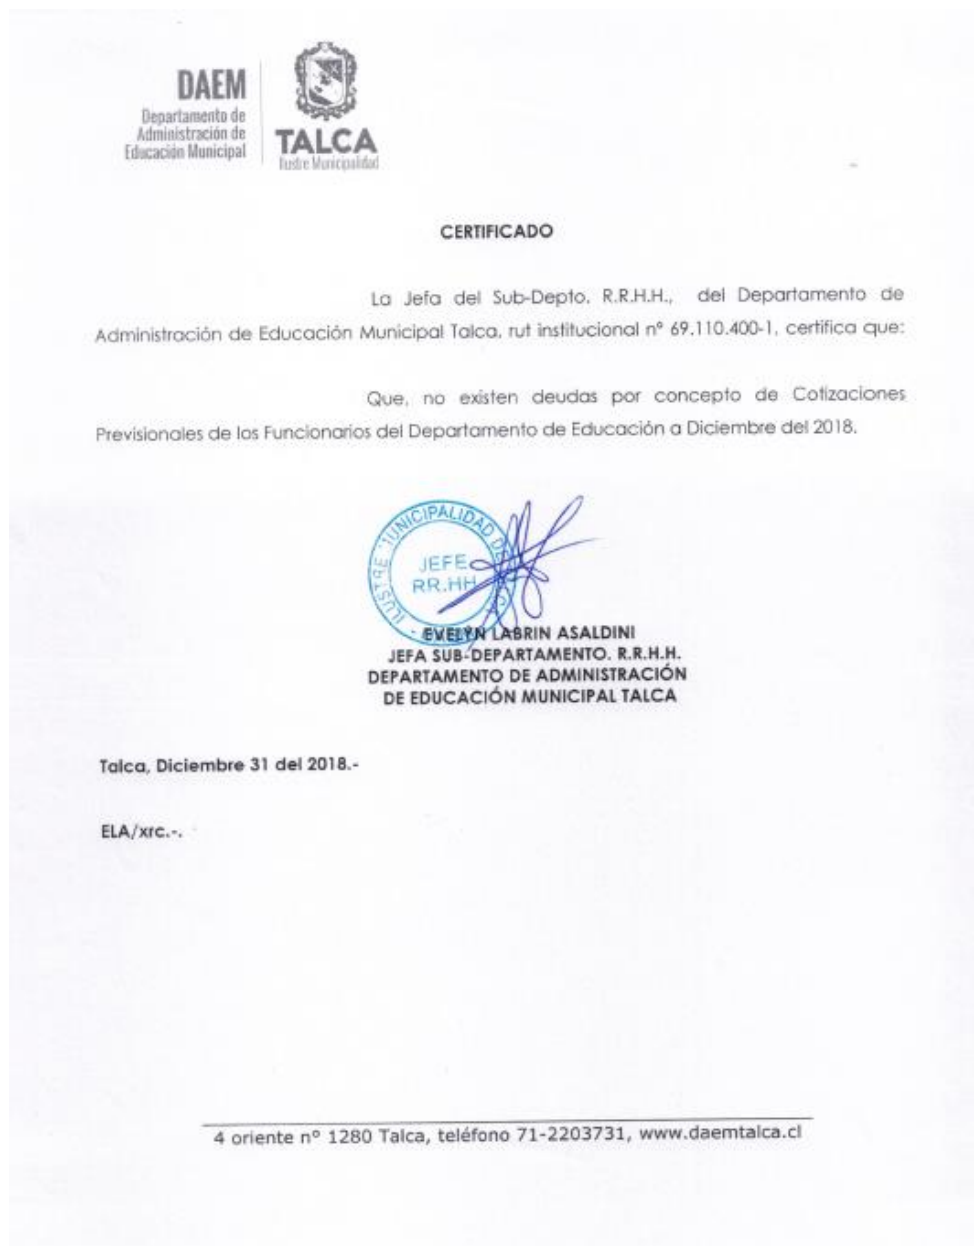 DAEM
Departamento de
Administración de
Educación Municipal
TALCA
Ilustre Municipalidad
CERTIFICADO
La Jefa del Sub-Depto. R.R.H.H., del Departamento de
Administración de Educación Municipal Talca, rut institucional nº 69.110.400-1, certifica que:
Que, no existen deudas por concepto de Cotizaciones
Previsionales de los Funcionarios del Departamento de Educación a Diciembre del 2018.
ILUSTRE MUNICIPALIDAD DE
JEFE
RR.HH
EVELYN LABRIN ASALDINI
JEFA SUB-DEPARTAMENTO. R.R.H.H.
DEPARTAMENTO DE ADMINISTRACIÓN
DE EDUCACIÓN MUNICIPAL TALCA
Talca, Diciembre 31 del 2018.-
ELA/xrc.-.
4 oriente nº 1280 Talca, teléfono 71-2203731, www.daemtalca.cl